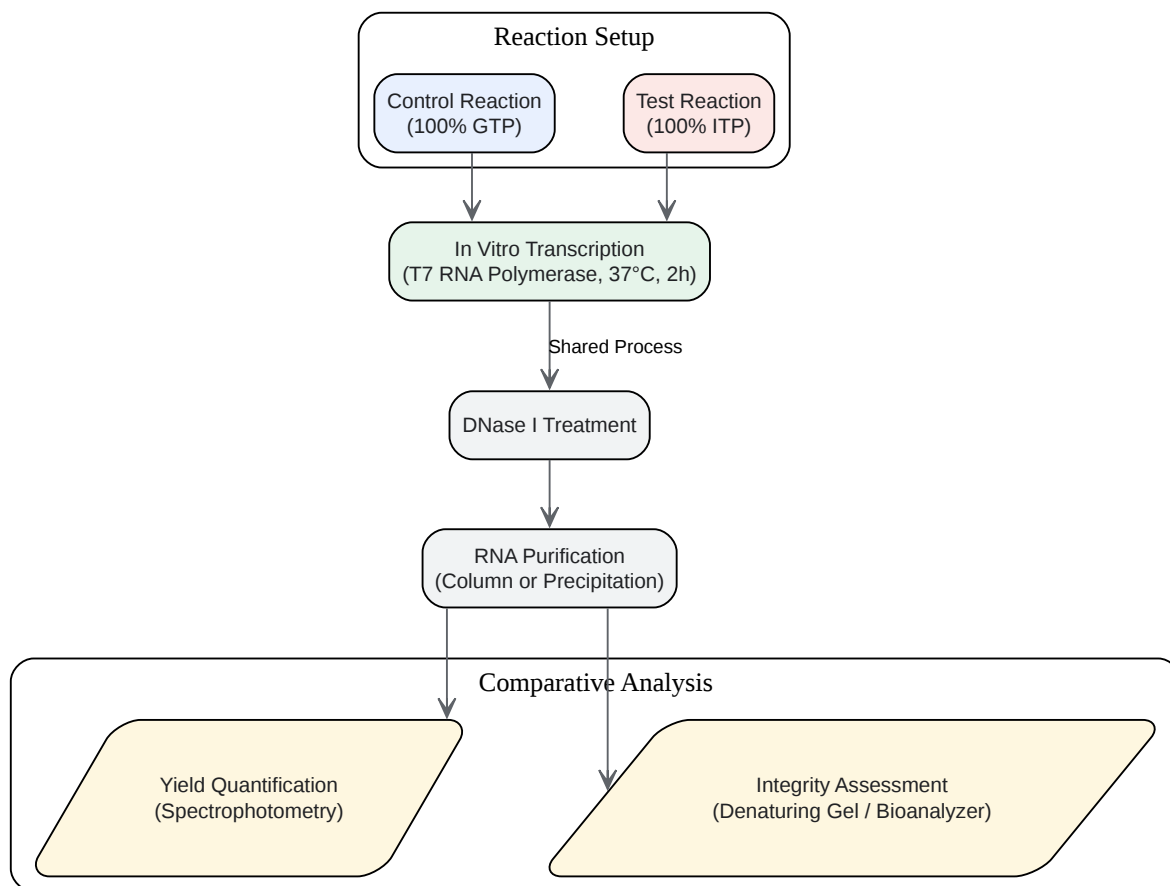 Reaction Setup
Control Reaction
(100% GTP)
Test Reaction
(100% ITP)
In Vitro Transcription
(T7 RNA Polymerase, 37°C, 2h)
Shared Process
DNase I Treatment
RNA Purification
(Column or Precipitation)
Comparative Analysis
Yield Quantification
(Spectrophotometry)
Integrity Assessment
(Denaturing Gel / Bioanalyzer)